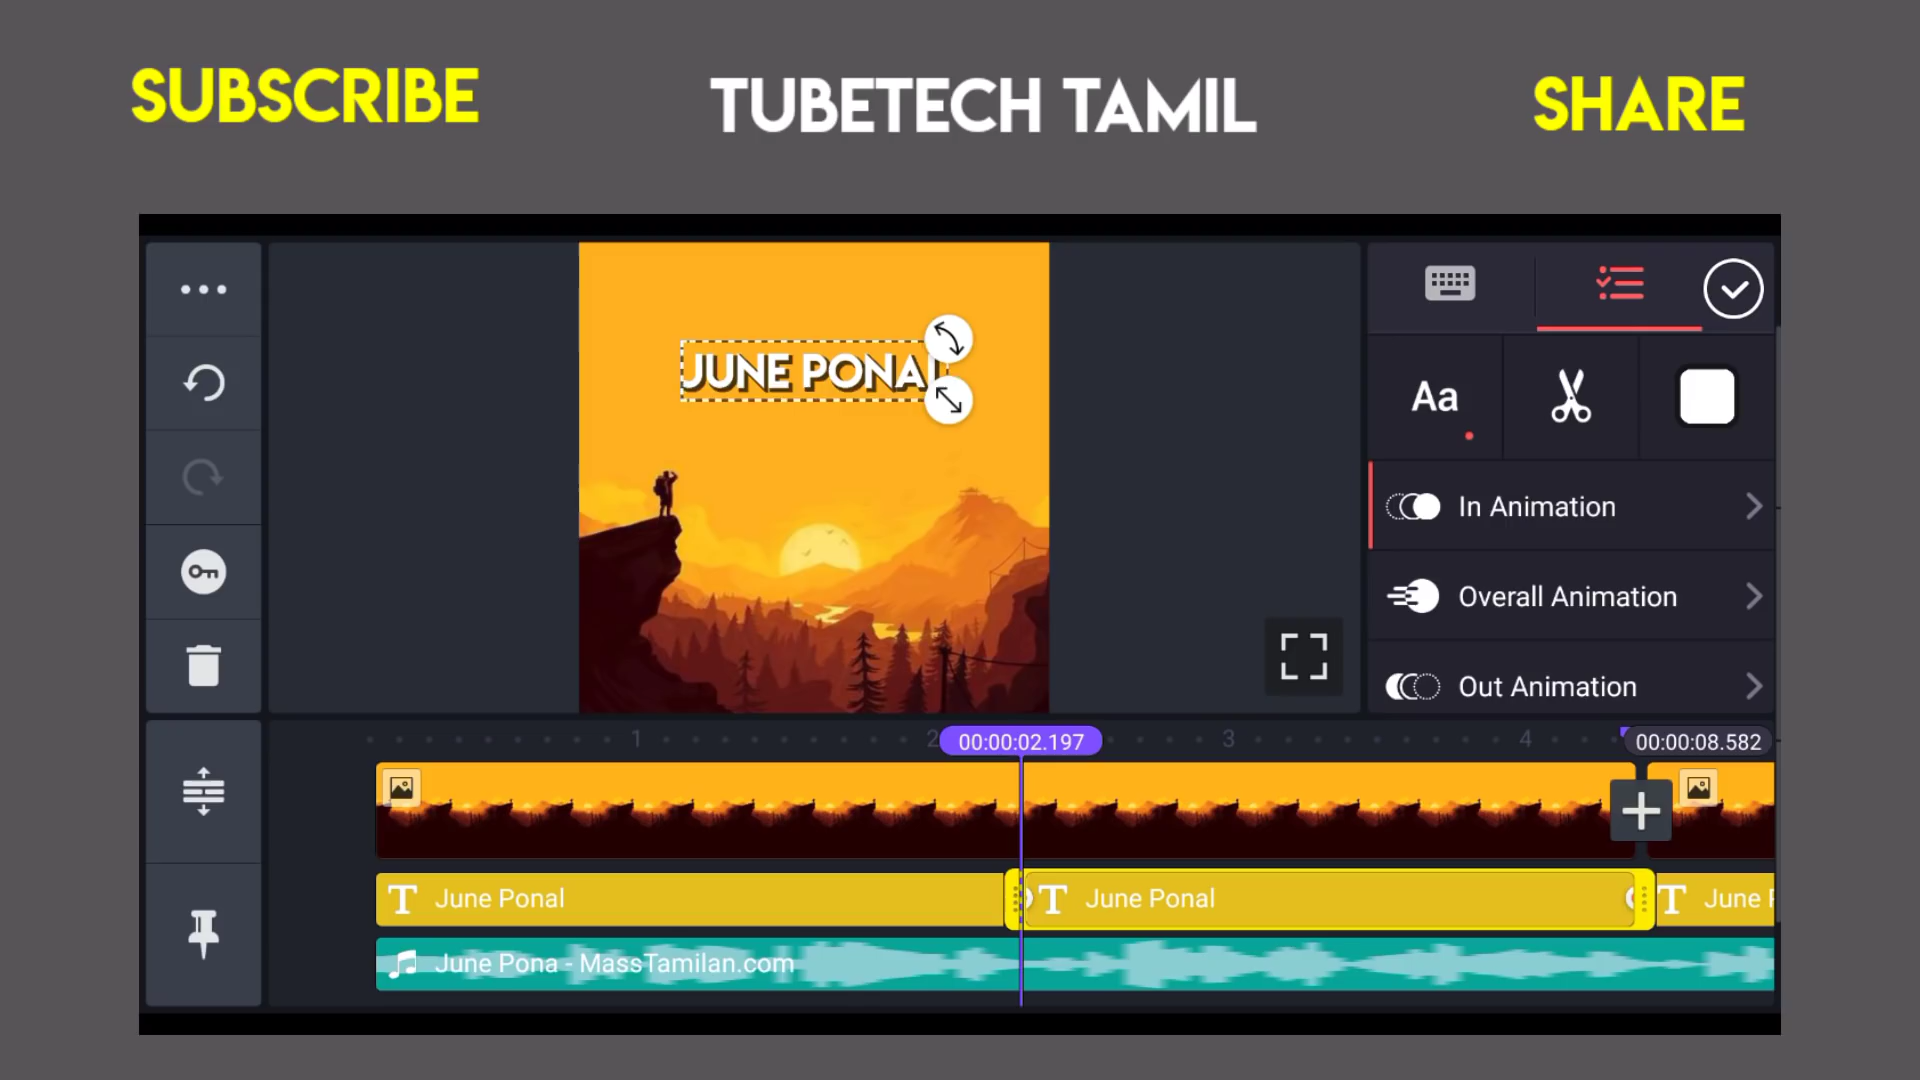 SUBSCRIBE
TUBETECH TAMIL
SHARE
JUNE PONAL
Aa
In Animation
Overall Animation
Out Animation
1
2
00:00:02.197
3
4
00:00:08.582
T June Ponal
T June Ponal
T June P
June Pona - MassTamilan.com